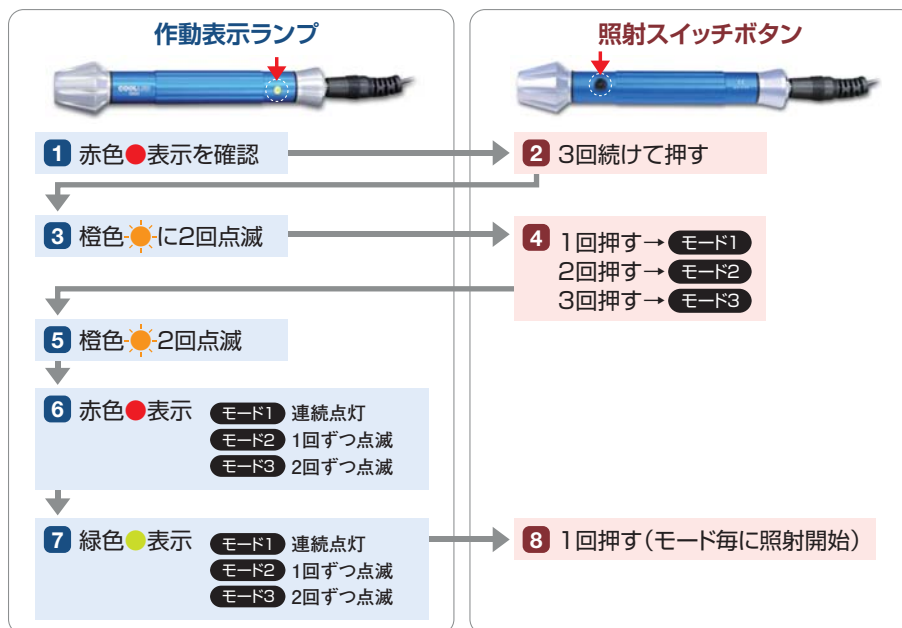 作動表示ランプ
照射スイッチボタン
COOL
1 赤色●表示を確認
2 3回続けて押す
3 橙色に2回点滅
4 1回押す→モード1
2回押す→モード2
3回押す→モード3
5 橙色2回点滅
6 赤色●表示 モード1 連続点灯
モード2 1回ずつ点滅
モード3 2回ずつ点滅
7 緑色●表示 モード1 連続点灯
モード2 1回ずつ点滅
モード3 2回ずつ点滅
8 1回押す（モード毎に照射開始）